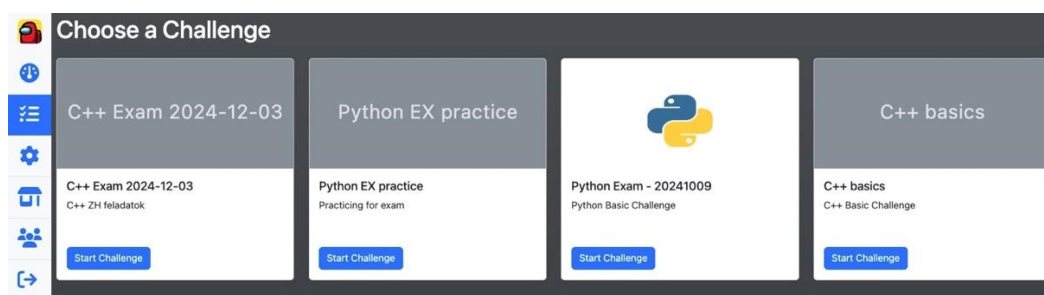 Choose a Challenge
C++ Exam 2024-12-03
C++ Exam 2024-12-03
C++ ZH feladatok
Start Challenge
Python EX practice
Python EX practice
Practicing for exam
Start Challenge
Python Exam - 20241009
Python Basic Challenge
Start Challenge
C++ basics
C++ basics
C++ Basic Challenge
Start Challenge